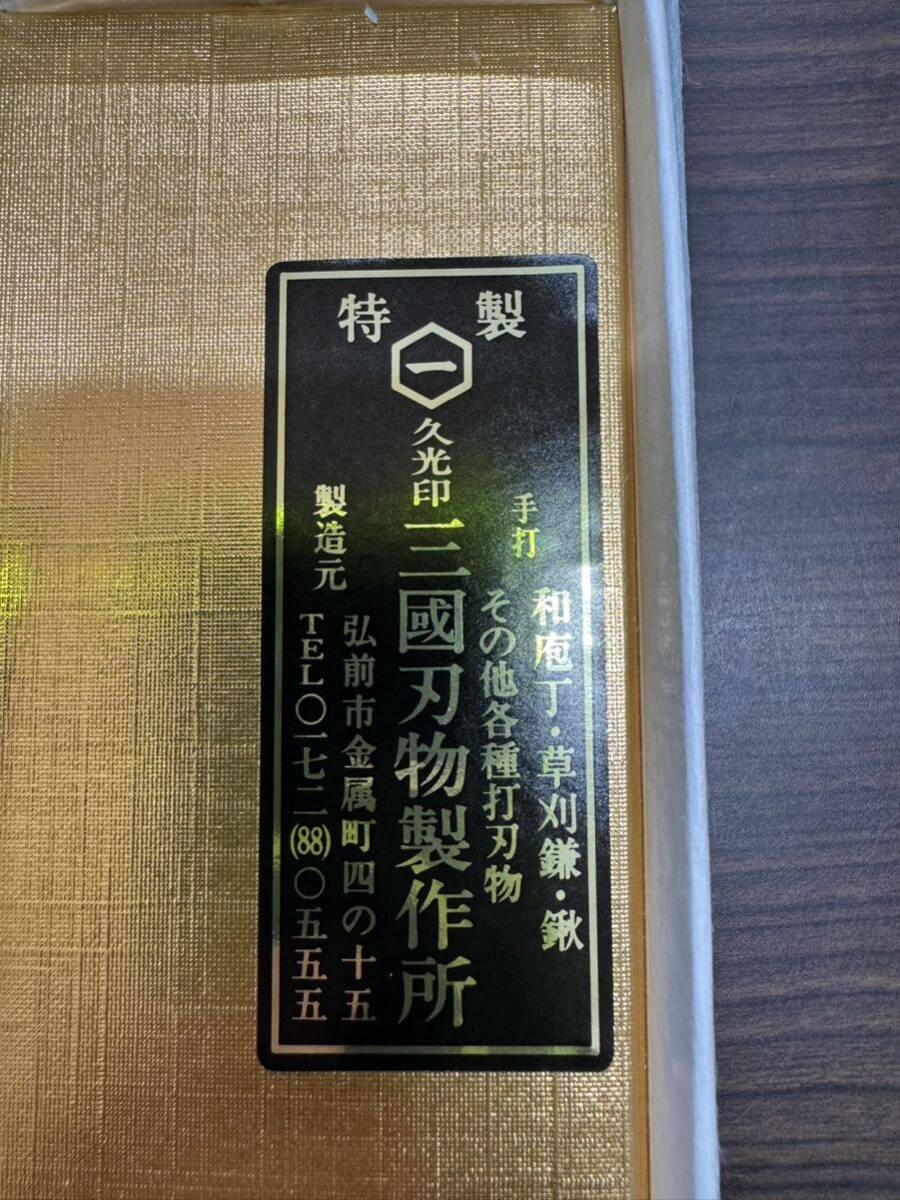 特製
一
手打
和庖丁・草刈鎌・鍬
その他各種打刃物
久光印
三國刃物製作所
製造元
弘前市金属町四の十五
TEL〇一七二(88)〇五五五